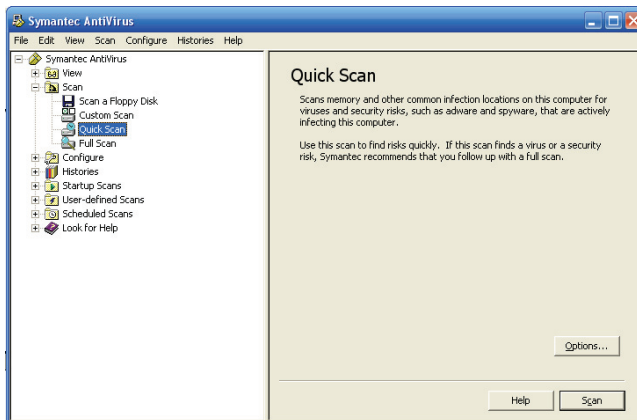 Symantec AntiVirus
File Edit View Scan Configure Histories Help
Symantec AntiVirus
View
Scan
Scan a Floppy Disk
Custom Scan
Quick Scan
Full Scan
Configure
Histories
Startup Scans
User-defined Scans
Scheduled Scans
Look for Help
Quick Scan
Scans memory and other common infection locations on this computer for
viruses and security risks, such as adware and spyware, that are actively
infecting this computer.
Use this scan to find risks quickly. If this scan finds a virus or a security
risk, Symantec recommends that you follow up with a full scan.
Options...
Help Scan